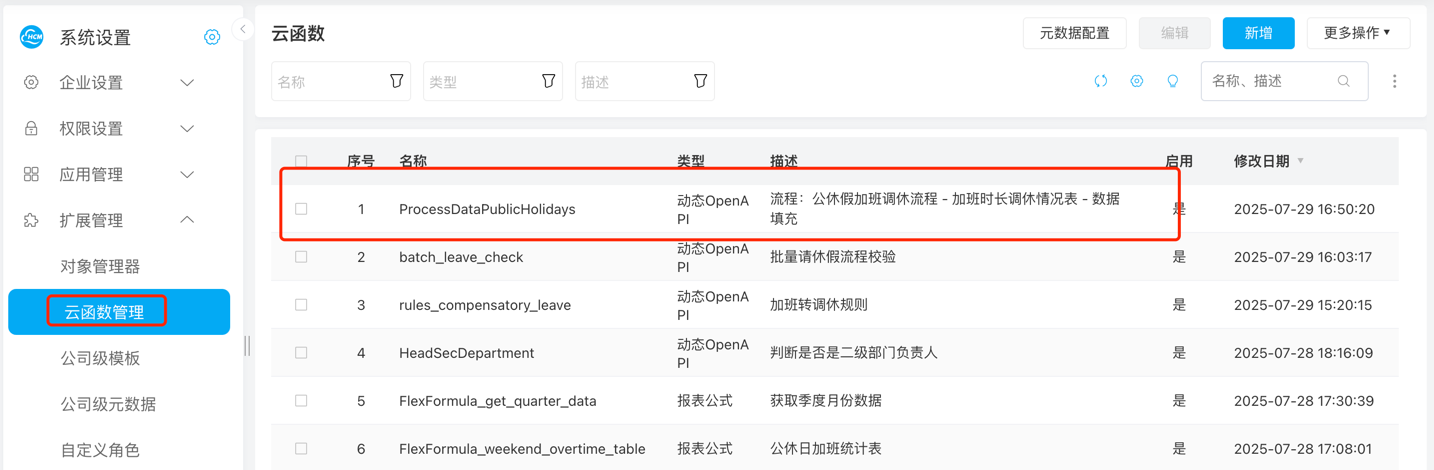 HCM
系统设置
企业设置
权限设置
应用管理
扩展管理
对象管理器
云函数管理
公司级模板
公司级元数据
自定义角色
云函数
元数据配置
编辑
新增
更多操作
名称
类型
描述
名称、描述
序号 名称 类型 描述 启用 修改日期
1 ProcessDataPublicHolidays 动态OpenA 流程：公休假加班调休流程 - 加班时长调休情况表 - 数据 是 2025-07-29 16:50:20
PI 填充
2 batch_leave_check 动态OpenA 批量请休假流程校验 是 2025-07-29 16:03:17
PI
3 rules_compensatory_leave 动态OpenA 加班转调休规则 是 2025-07-29 15:20:15
PI
4 HeadSecDepartment 动态OpenA 判断是否是二级部门负责人 是 2025-07-28 18:16:09
PI
5 FlexFormula_get_quarter_data 报表公式 获取季度月份数据 是 2025-07-28 17:30:39
6 FlexFormula_weekend_overtime_table 报表公式 公休日加班统计表 是 2025-07-28 17:08:01